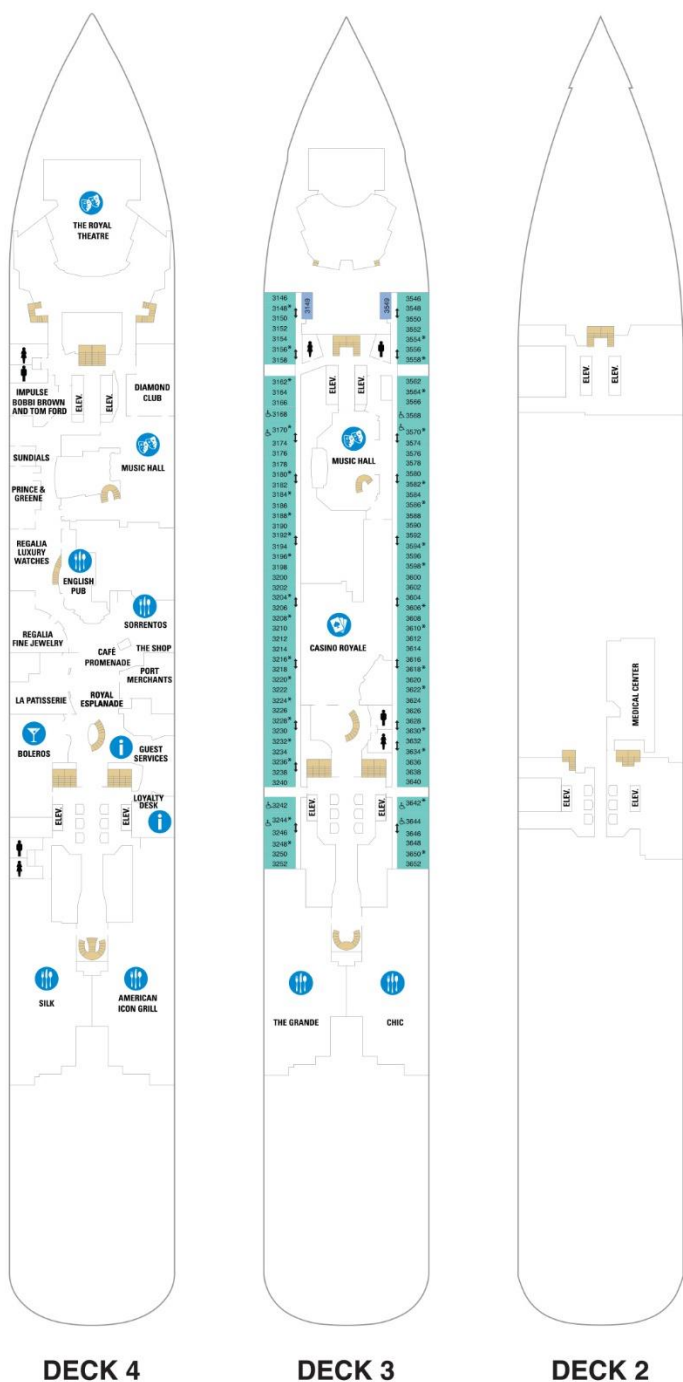 THE ROYAL
THEATRE
IMPULSE
BOBBI BROWN
AND TOM FORD
ELEV.
ELEV.
DIAMOND
CLUB
SUNDIALS
MUSIC HALL
PRINCE &
GREENE
REGALIA
LUXURY
WATCHES
ENGLISH
PUB
SORRENTOS
REGALIA
FINE JEWELRY
CAFÉ
PROMENADE
THE SHOP
PORT
MERCHANTS
LA PATISSERIE
ROYAL
ESPLANADE
BOLEROS
GUEST
SERVICES
LOYALTY
DESK
ELEV.
ELEV.
SILK
AMERICAN
ICON GRILL
DECK 4
3146
3148*
3150
3152
3154
3156*
3158
3149
3549
3546
3548
3550
3552
3554*
3556
3558*
3162*
3164
3166
3168
3170*
3174
3176
3178
3180*
3182
3184*
3186
3188*
3190
3192*
3194
3196*
3198
3200
3202
3204*
3206
3208*
3210
3212
3214
3216*
3218
3220*
3222
3224*
3226
3228*
3230
3232*
3234
3236*
3238
3240
ELEV.
ELEV.
MUSIC HALL
CASINO ROYALE
3562
3564*
3566
3568
3570*
3574
3576
3578
3580
3582*
3584
3586*
3588
3590
3592
3594*
3596
3598*
3600
3602
3604
3606*
3608
3610*
3612
3614
3616
3618*
3620
3622*
3624
3626
3628
3630*
3632
3634*
3636
3638
3640
3242
3244*
3246
3248*
3250
3252
ELEV.
ELEV.
3642*
3644
3646
3648
3650*
3652
THE GRANDE
CHIC
DECK 3
ELEV.
ELEV.
MEDICAL CENTER
ELEV.
ELEV.
DECK 2